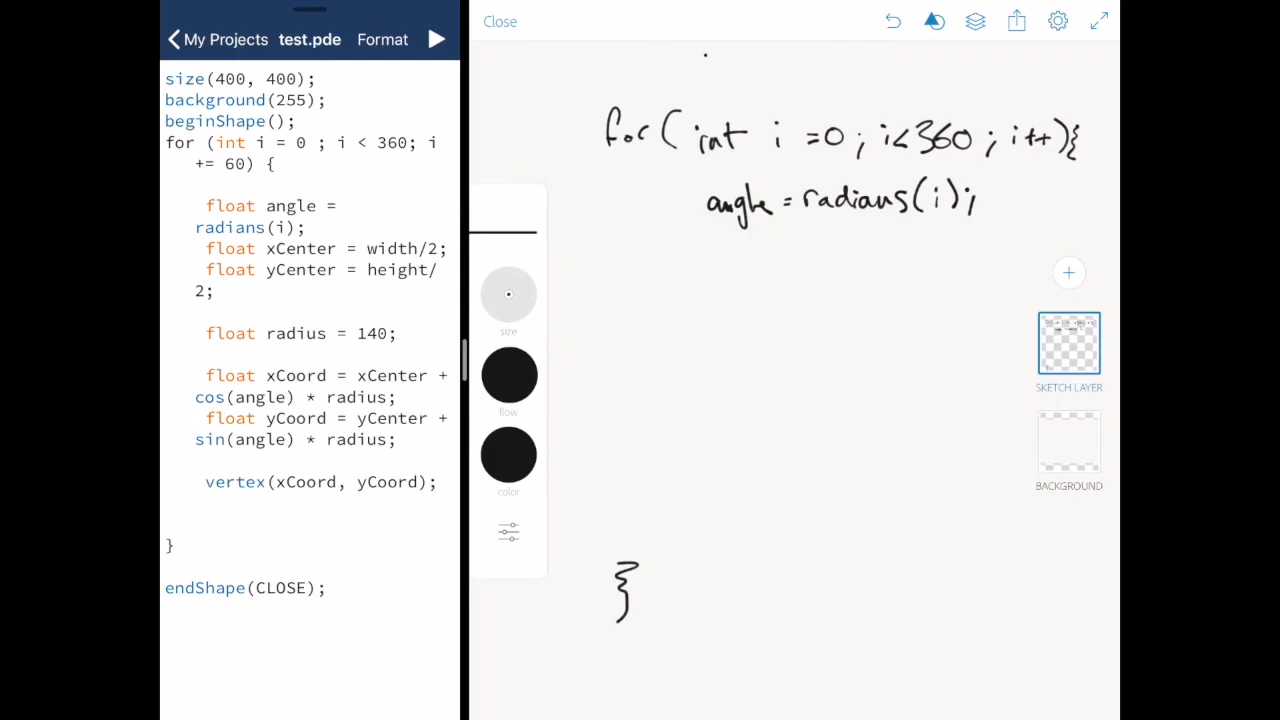 My Projects test.pde Format
size(400, 400);
background(255);
beginShape();
for (int i = 0 ; i < 360; i
+= 60) {
float angle =
radians(i);
float xCenter = width/2;
float yCenter = height/
2;
float radius = 140;
float xCoord = xCenter +
cos(angle) * radius;
float yCoord = yCenter +
sin(angle) * radius;
vertex(xCoord, yCoord);
}
endShape(CLOSE);
Close
for( int i =0; i<360; i++){
angle = radians(i);
}
size
flow
color
SKETCH LAYER
BACKGROUND